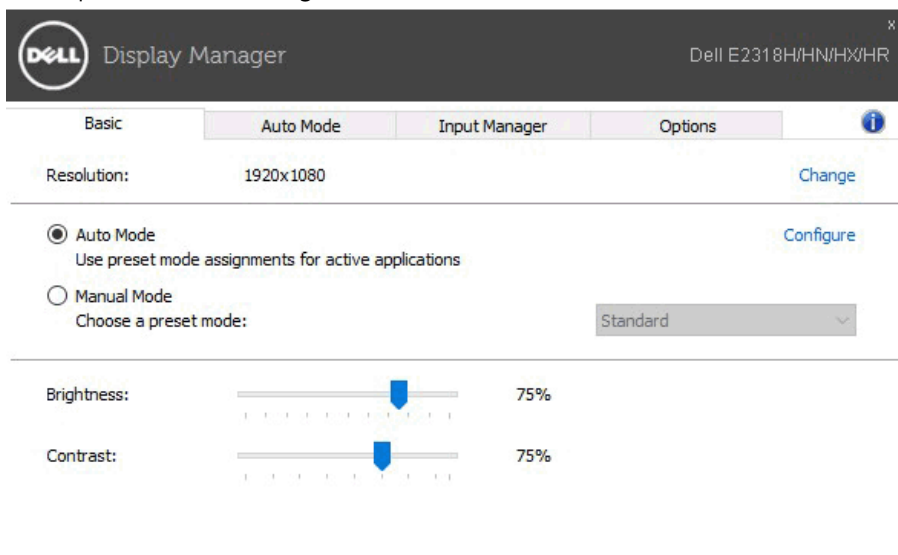 DELL Display Manager
x
Dell E2318H/HN/HX/HR
Basic Auto Mode Input Manager Options i
Resolution: 1920x1080 Change
Auto Mode Configure
Use preset mode assignments for active applications
Manual Mode
Choose a preset mode: Standard
Brightness: 75%
Contrast: 75%